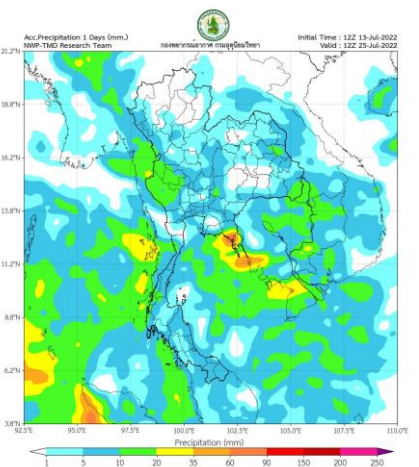 Acc.Precipitation 1 Days (mm.)
NWP-TMD Research Team
กองพยากรณ์อากาศ กรมอุตุนิยมวิทยา
Initial Time : 12Z 13-Jul-2022
Valid : 12Z 25-Jul-2022
21.2°N
18.8°N
16.2°N
13.8°N
11.2°N
8.8°N
6.2°N
3.8°N
92.5°E 95.0°E 97.5°E 100.0°E 102.5°E 105.0°E 107.5°E 110.0°E
Precipitation (mm)
1 5 10 20 35 60 90 150 200 250